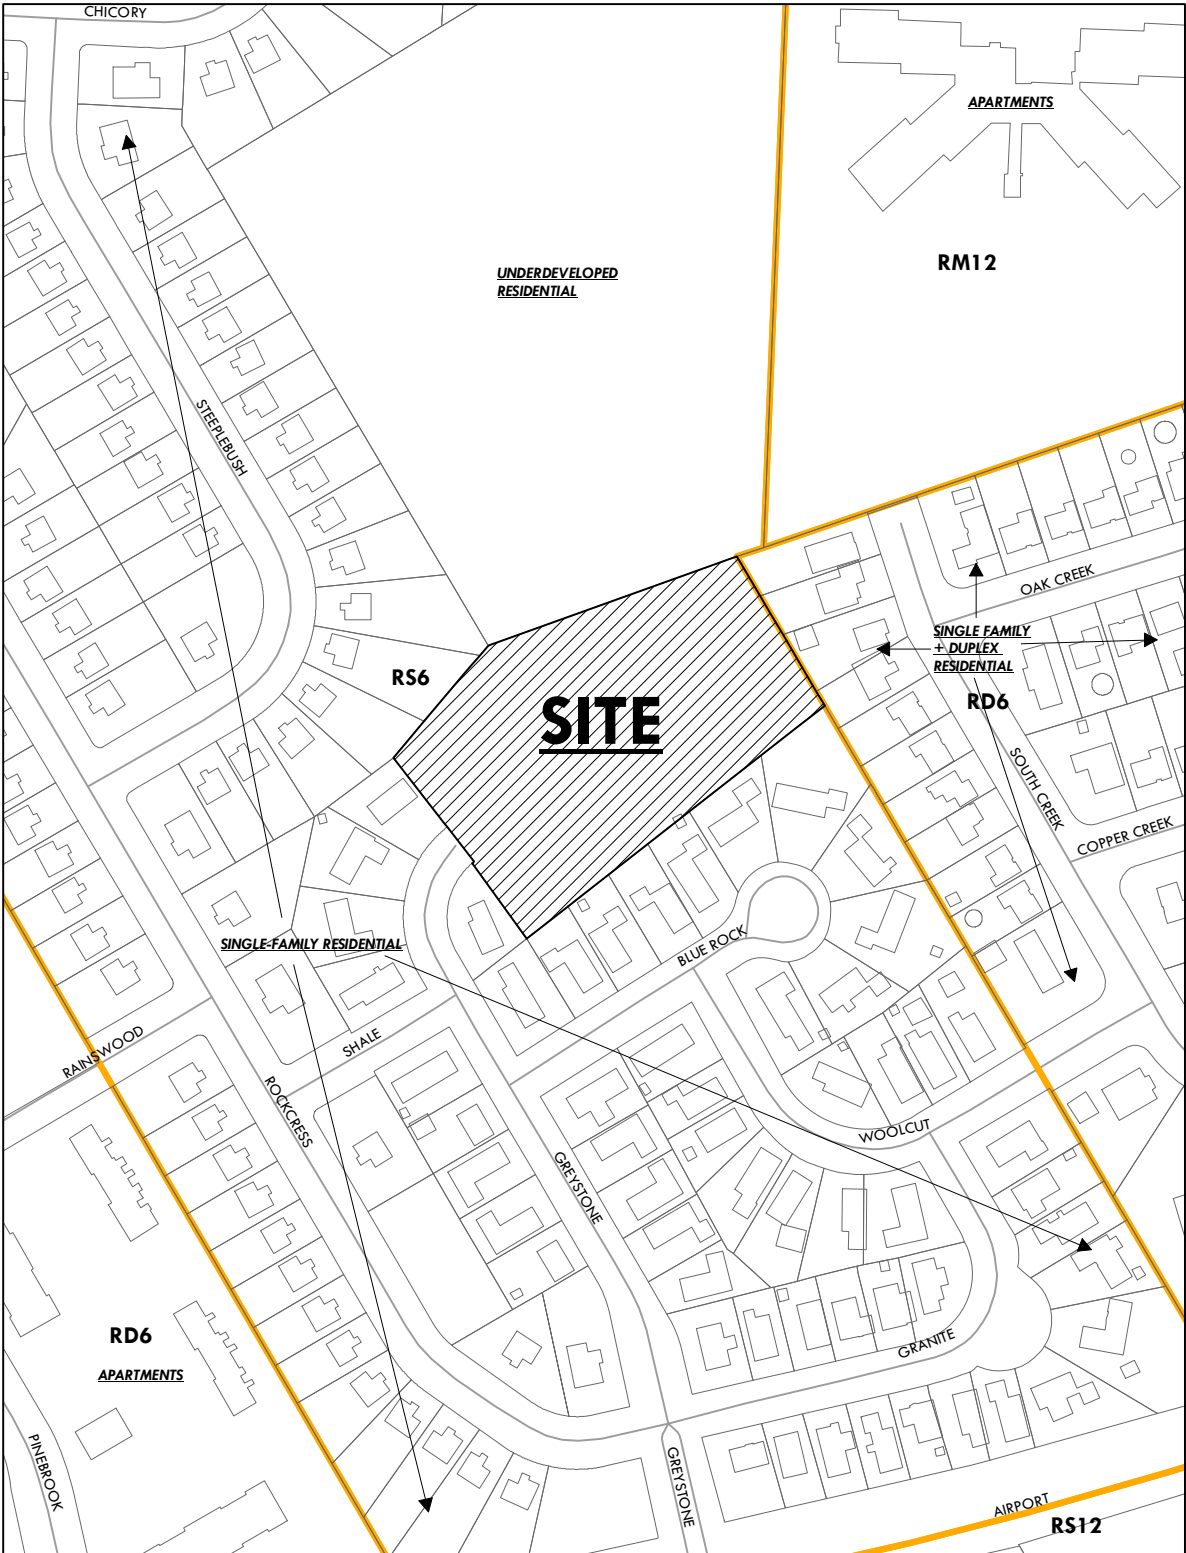 CHICORY
APARTMENTS
RM12
UNDERDEVELOPED
RESIDENTIAL
STEEPLEBUSH
OAK CREEK
SINGLE FAMILY
+ DUPLEX
RESIDENTIAL
RS6
RD6
SITE
SOUTH CREEK
COPPER CREEK
BLUE ROCK
SINGLE-FAMILY RESIDENTIAL
RAINSWOOD
SHALE
ROCKCRESS
WOOLCUT
GREYSTONE
RD6
APARTMENTS
GRANITE
PINEBROOK
GREYSTONE
AIRPORT
RS12